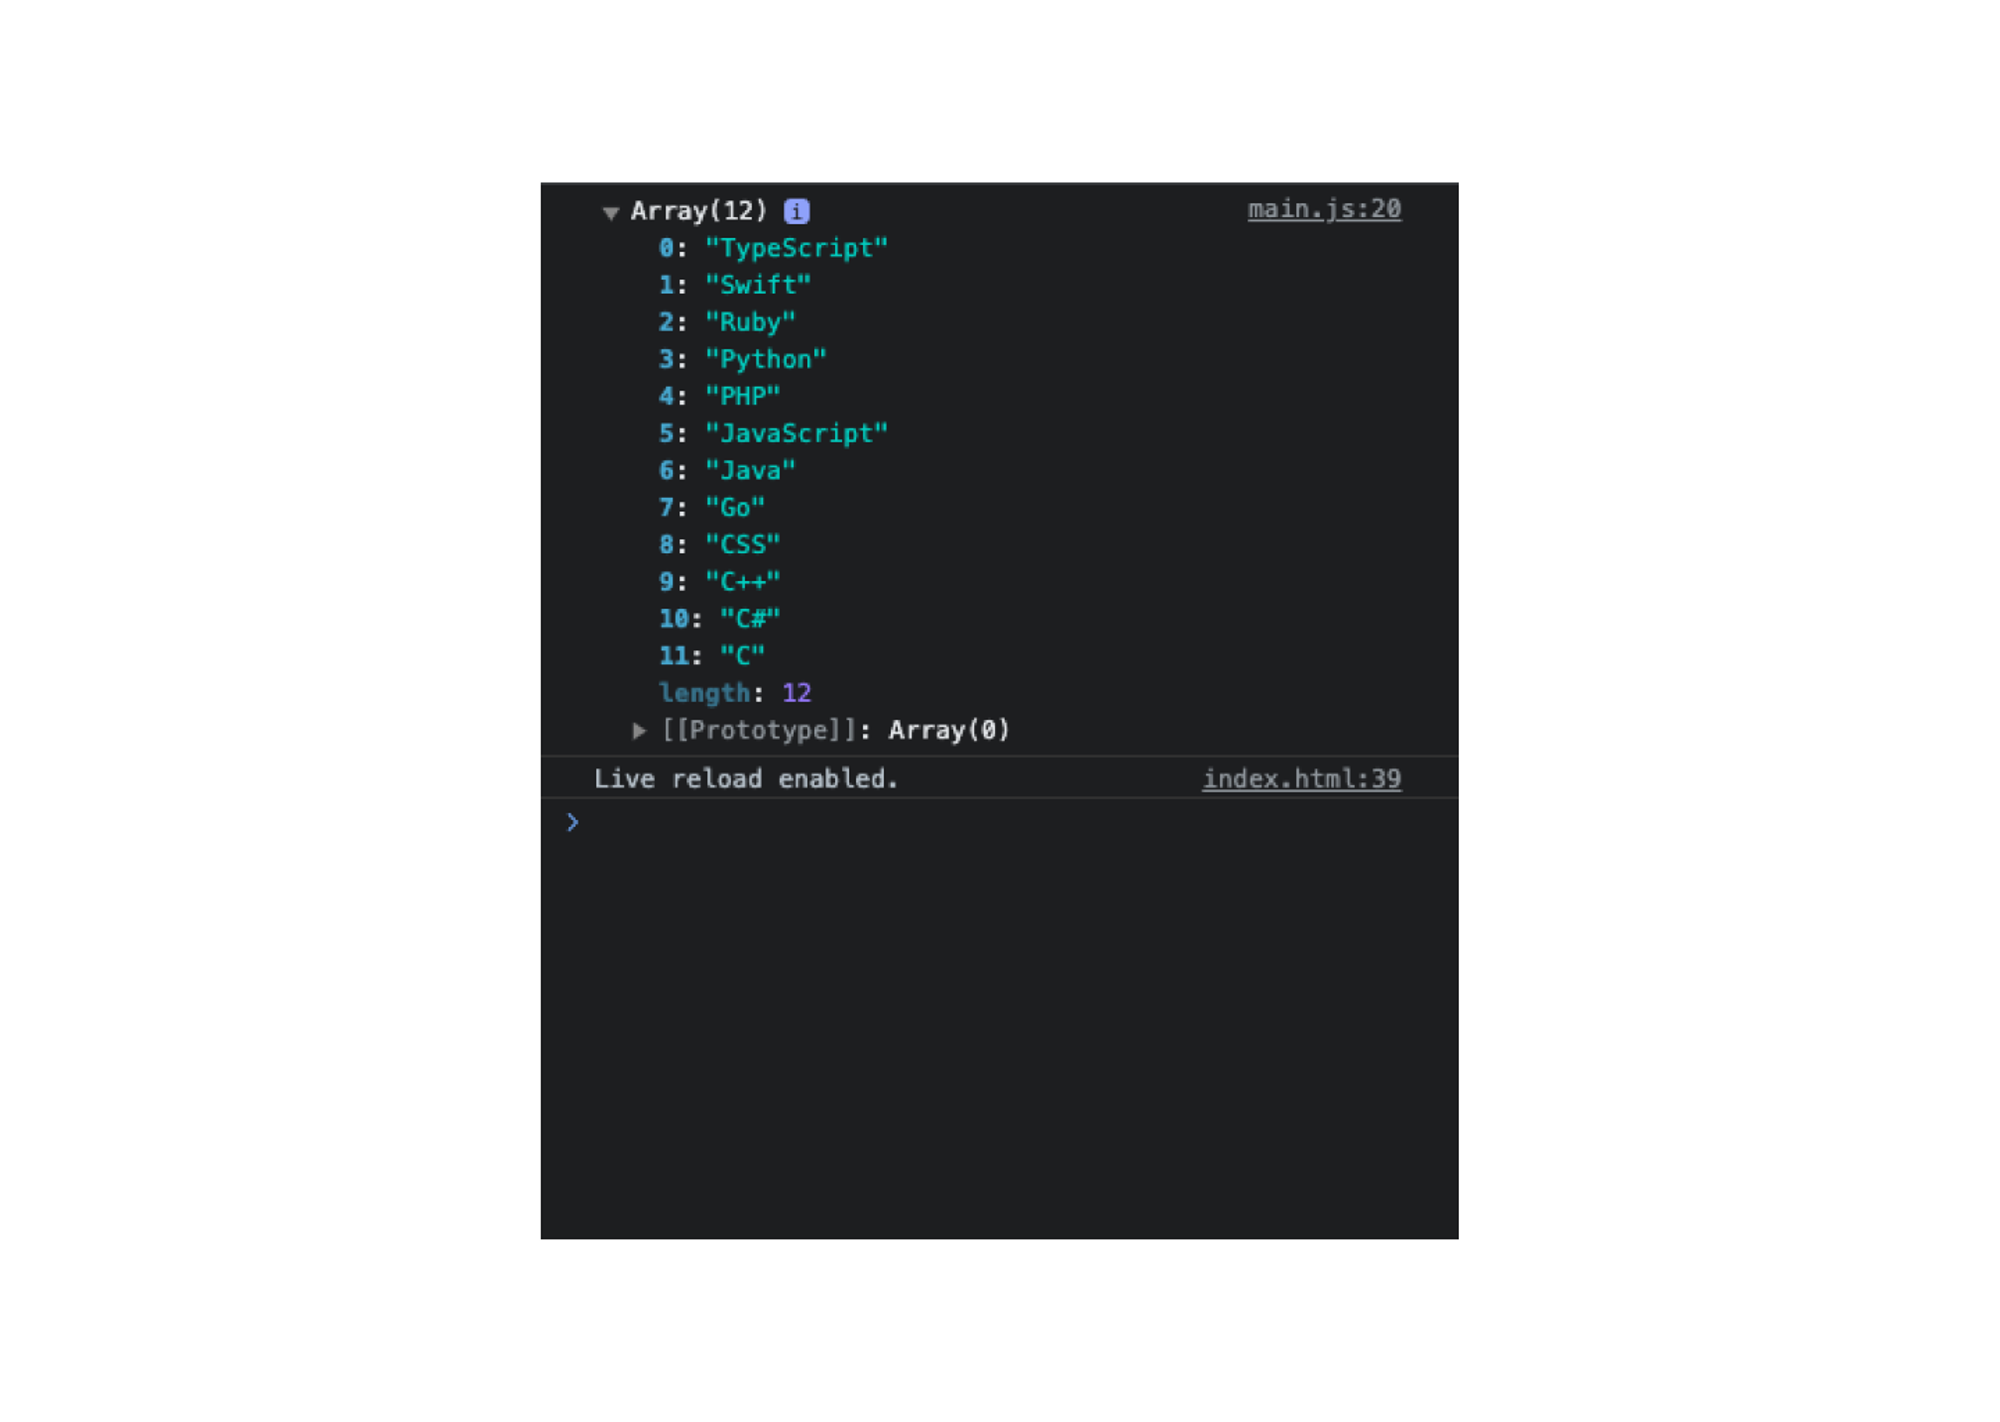 ▼ Array(12) i main.js:20
0: "TypeScript"
1: "Swift"
2: "Ruby"
3: "Python"
4: "PHP"
5: "JavaScript"
6: "Java"
7: "Go"
8: "CSS"
9: "C++"
10: "C#"
11: "C"
length: 12
▶ [[Prototype]]: Array(0)
Live reload enabled. index.html:39
>